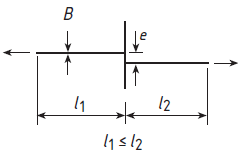 B
e
l₁ l₂
l₁ ≤ l₂